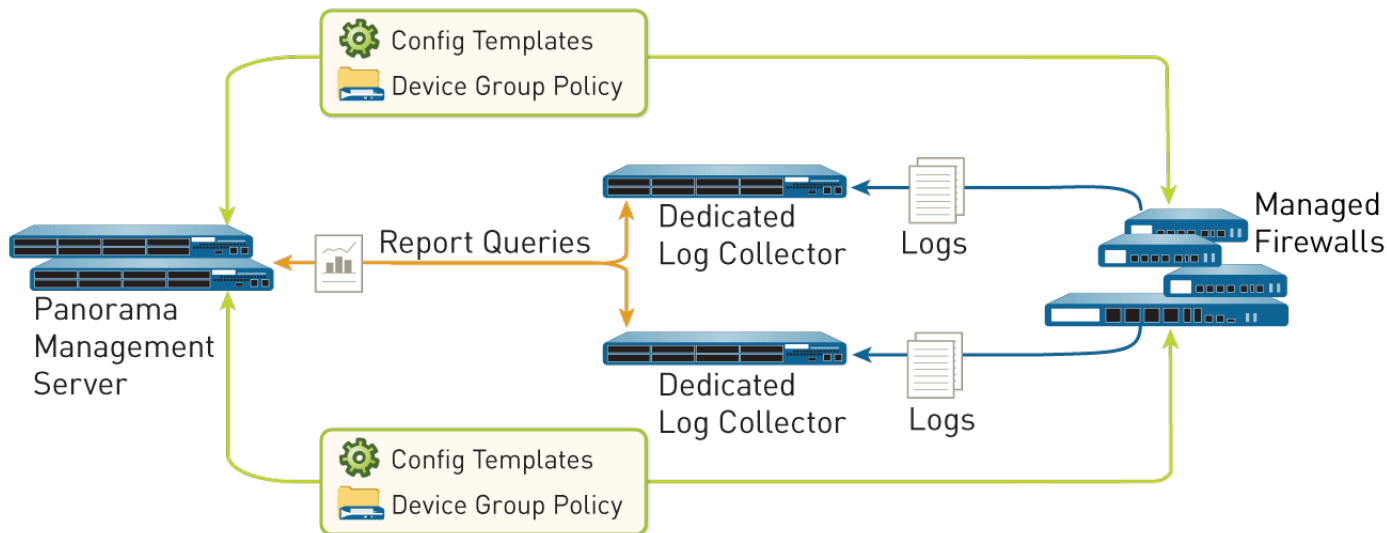 Config Templates
Device Group Policy
Report Queries
Dedicated
Log Collector
Logs
Managed
Firewalls
Panorama
Management
Server
Dedicated
Log Collector
Logs
Config Templates
Device Group Policy